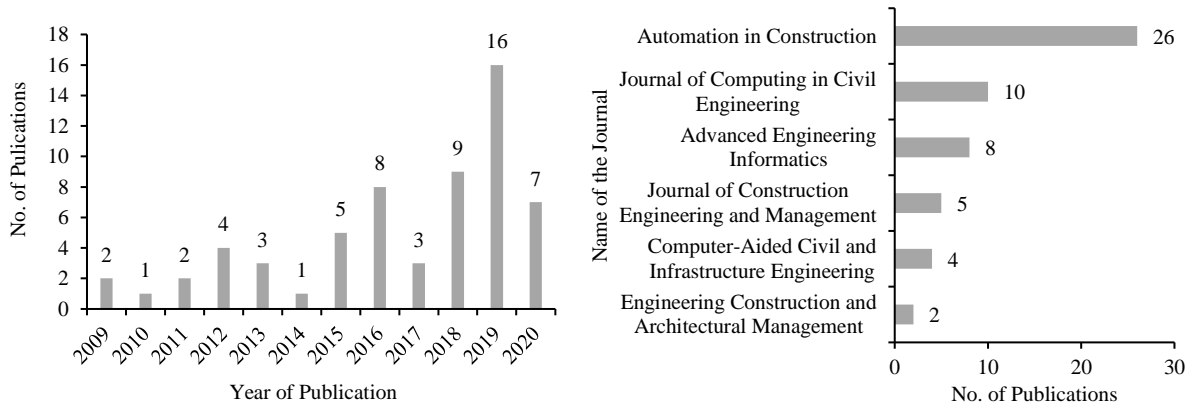 No. of Pulications
18
16
14
12
10
8
6
4
2
0
2
1
2
4
3
1
5
8
3
9
16
7
2009
2010
2011
2012
2013
2014
2015
2016
2017
2018
2019
2020
Year of Publication
Name of the Journal
Automation in Construction
26
Journal of Computing in Civil
Engineering
10
Advanced Engineering
Informatics
8
Journal of Construction
Engineering and Management
5
Computer-Aided Civil and
Infrastructure Engineering
4
Engineering Construction and
Architectural Management
2
0
10
20
30
No. of Publications